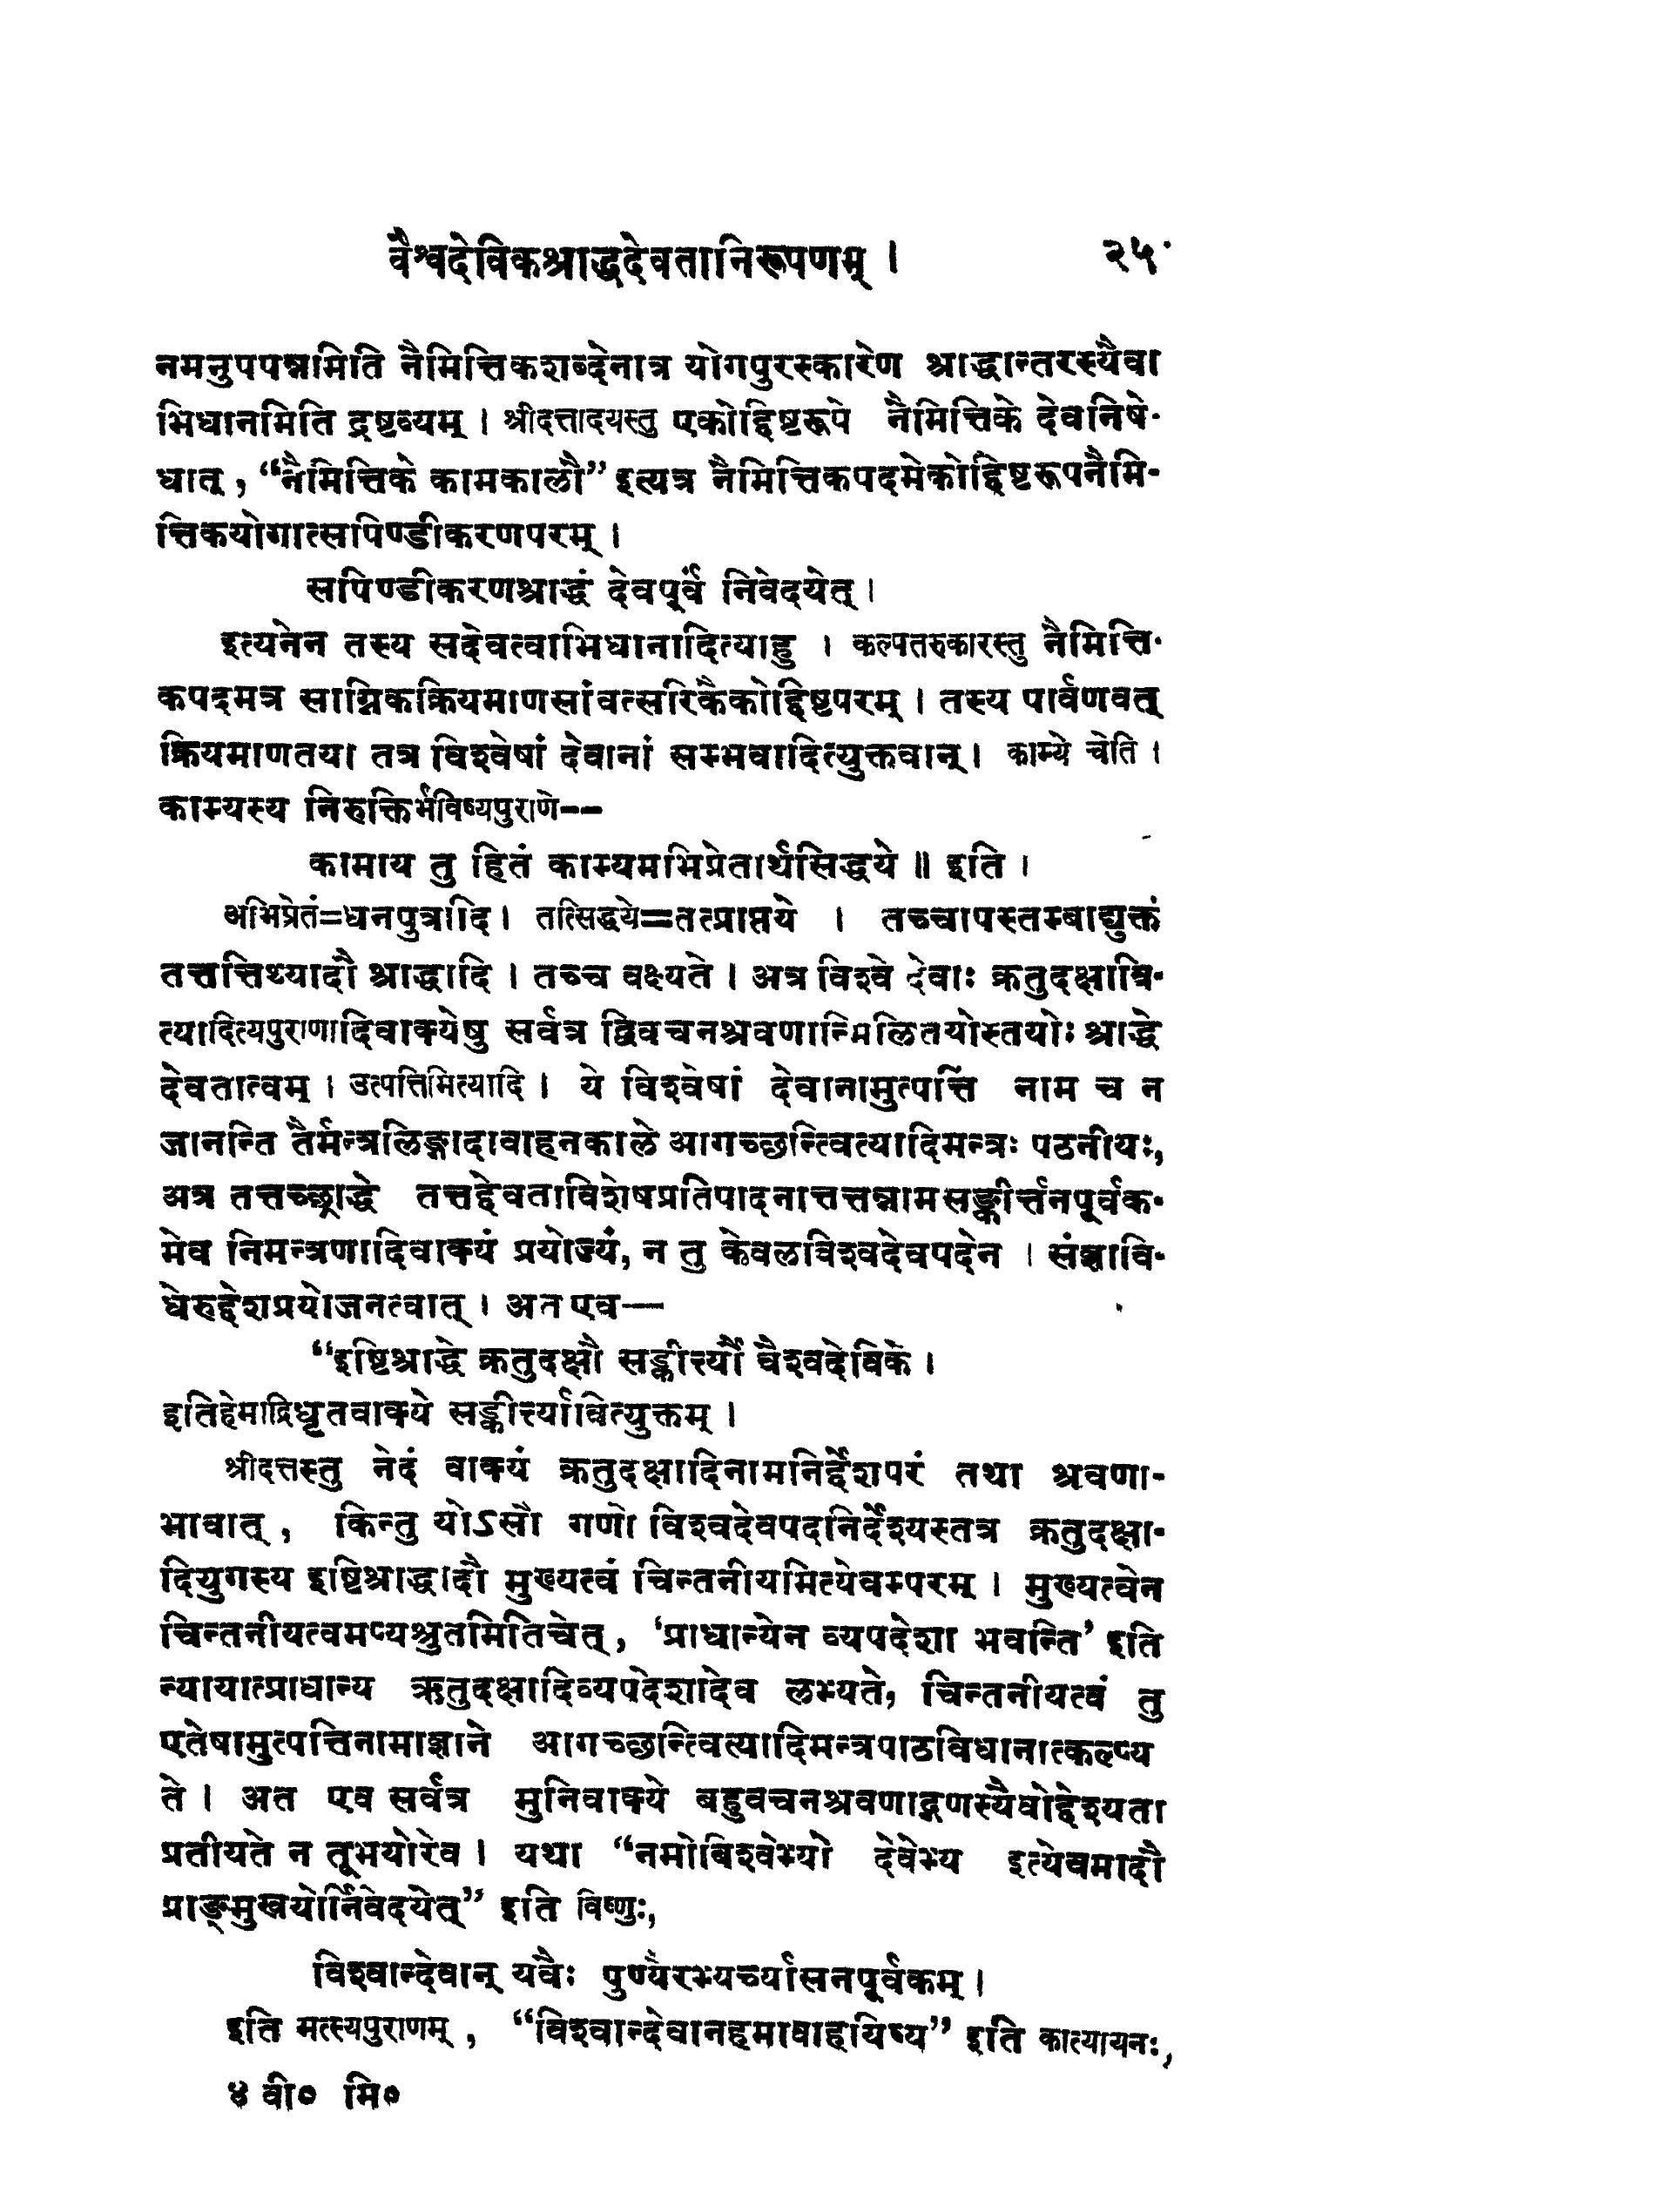 वैश्वदेविकश्राद्धदेवतानिरूपणम् । २५
नमनुपपन्नमिति नैमित्तिकशब्देनात्र योगपुरस्कारेण श्राद्धान्तरस्यैवा
भिधानमिति द्रष्टव्यम् । श्रीदत्तादयस्तु एकोद्दिष्टरूपे नैमित्तिके देवनिषे-
धात् , “नैमित्तिके कामकालौ” इत्यत्र नैमित्तिकपदमेकोद्दिष्टरूपनैमि-
त्तिकयोगात्सपिण्डीकरणपरम् ।
सपिण्डीकरणश्राद्धं देवपूर्वं निवेदयेत् ।
इत्यनेन तस्य सदेवत्वाभिधानादित्याहु । कल्पतरुकारस्तु नैमित्ति-
कपदमत्र साग्निकक्रियमाणसांवत्सरिकैकोद्दिष्टपरम् । तस्य पार्वणवत्
क्रियमाणतया तत्र विश्वेषां देवानां सम्भवादित्युक्तवान् । काम्ये चेति ।
काम्यस्य निरुक्तिर्भविष्यपुराणे--
कामाय तु हितं काम्यमभिप्रेतार्थसिद्धये ॥ इति ।
अभिप्रेतं=धनपुत्रादि । तत्सिद्धये=तत्प्राप्तये । तच्चापस्तम्बाद्युक्तं
तत्तत्तिथ्यादौ श्राद्धादि । तच्च वक्ष्यते । अत्र विश्वे देवाः क्रतुदक्षावि-
त्यादित्यपुराणादिवाक्येषु सर्वत्र द्विवचनश्रवणान्मिलितयोस्तयोः श्राद्धे
देवतात्वम् । उत्पत्तिमित्यादि । ये विश्वेषां देवानामुत्पत्तिं नाम च न
जानन्ति तैर्मन्त्रलिङ्गादावाहनकाले आगच्छन्त्वित्यादिमन्त्रः पठनीयः,
अत्र तत्तच्छ्राद्धे तत्तद्देवताविशेषप्रतिपादनात्तत्तन्नामसङ्कीर्त्तनपूर्वक-
मेव निमन्त्रणादिवाक्यं प्रयोज्यं, न तु केवलविश्वदेवपदेन । संज्ञावि-
धेरुद्देशप्रयोजनत्वात् । अत एव—
“इष्टिश्राद्धे क्रतुदक्षौ सङ्कीर्त्यौ वैश्वदेविके ।
इतिहेमाद्रिधृतवाक्ये सङ्कीर्त्यावित्युक्तम् ।
श्रीदत्तस्तु नेदं वाक्यं क्रतुदक्षादिनामनिर्द्देशपरं तथा श्रवणा-
भावात् , किन्तु योऽसौ गणो विश्वदेवपदनिर्देश्यस्तत्र क्रतुदक्षा-
दियुगस्य इष्टिश्राद्धादौ मुख्यत्वं चिन्तनीयमित्येवम्परम् । मुख्यत्वेन
चिन्तनीयत्वमप्यश्रुतमितिचेत् , ‘प्राधान्येन व्यपदेशा भवन्ति’ इति
न्यायात्प्राधान्य ऋतुदक्षादिव्यपदेशादेव लभ्यते, चिन्तनीयत्वं तु
एतेषामुत्पत्तिनामाज्ञाने आगच्छन्त्वित्यादिमन्त्रपाठविधानात्कल्प्य
ते । अत एव सर्वत्र मुनिवाक्ये बहुवचनश्रवणाद्गणस्यैवोद्देश्यता
प्रतीयते न तूभयोरेव । यथा “नमोविश्वेभ्यो देवेभ्य इत्येवमादौ
प्राङ्मुखयोर्निवेदयेत्” इति विष्णुः,
विश्वान्देवान् यवैः पुण्यैरभ्यर्च्यासनपूर्वकम् ।
इति मत्स्यपुराणम् , “विश्वान्देवानहमावाहयिष्य” इति कात्यायनः,
४ वी० मि०